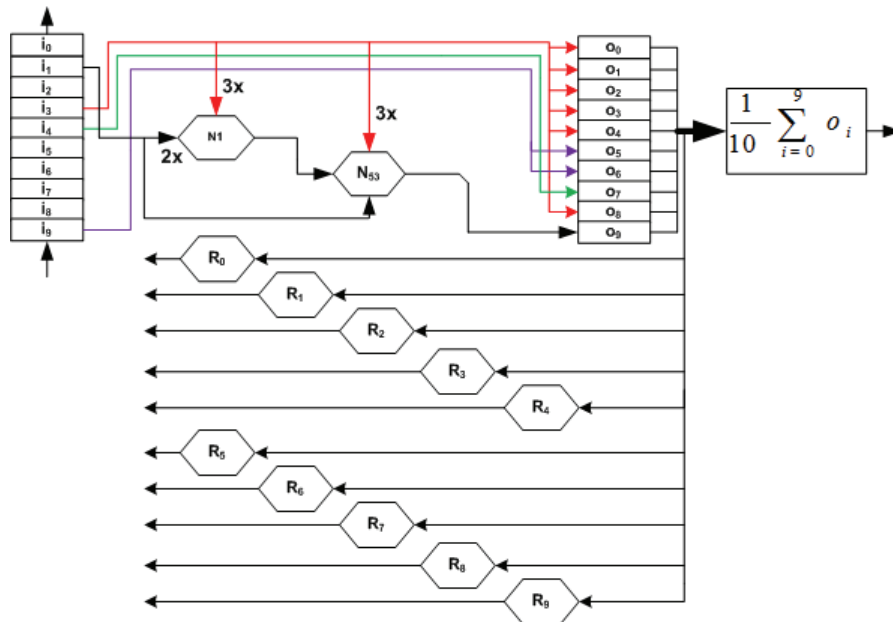 i₀
i₁
i₂
i₃
i₄
i₅
i₆
i₇
i₈
i₉
3x
3x
2x
N1
N₅₃
O₀
O₁
O₂
O₃
O₄
O₅
O₆
O₇
O₈
O₉
1/10 ∑_{i=0}^{9} O_i
R₀
R₁
R₂
R₃
R₄
R₅
R₆
R₇
R₈
R₉